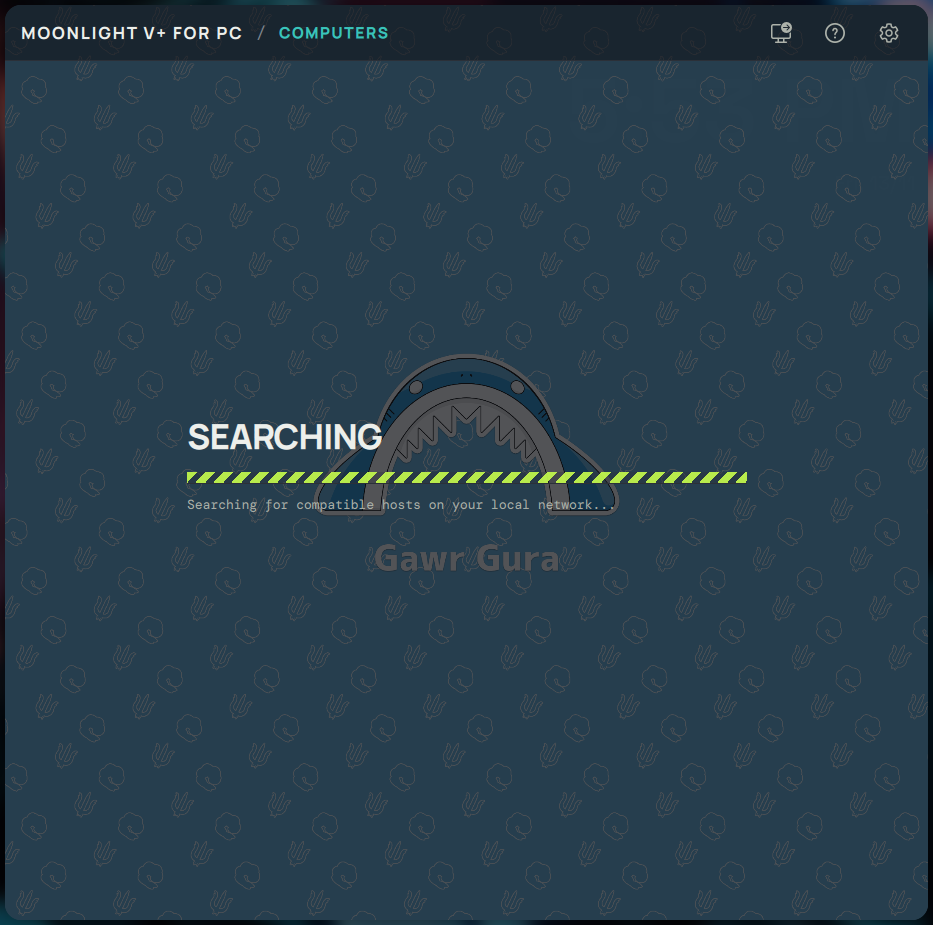 MOONLIGHT V+ FOR PC / COMPUTERS
SEARCHING
Searching for compatible hosts on your local network...
Gawr Gura